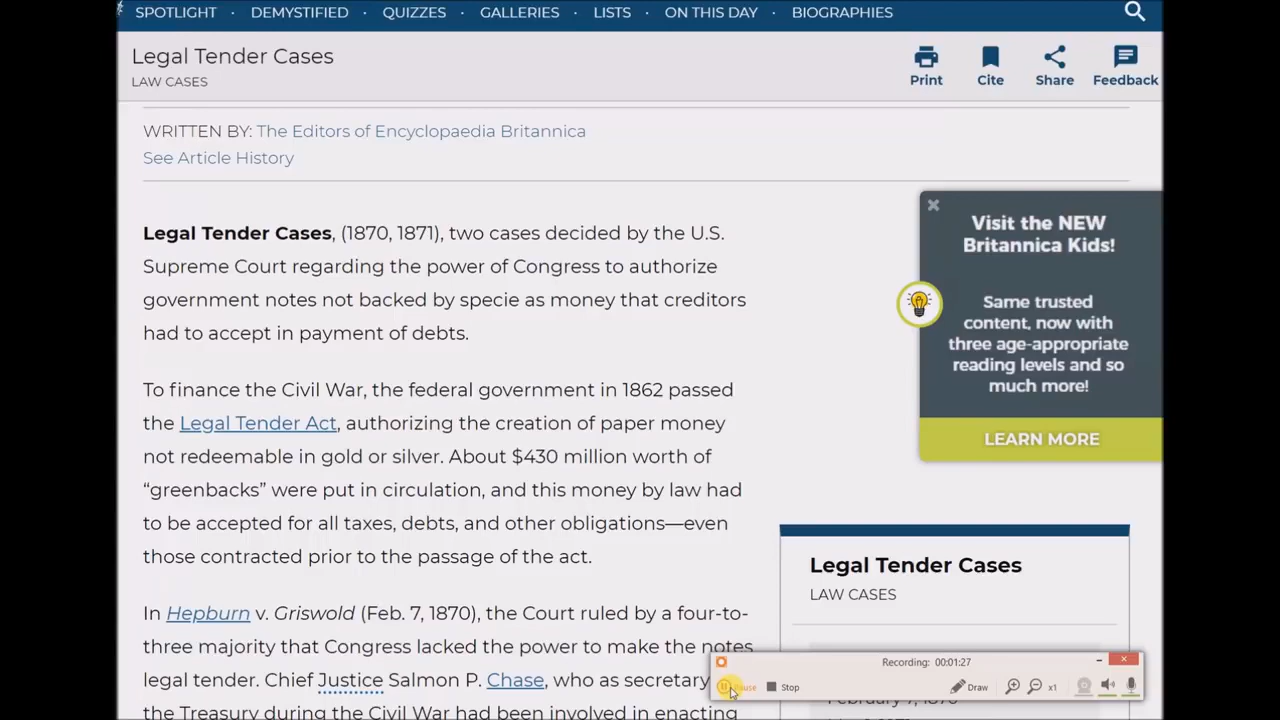 SPOTLIGHT · DEMYSTIFIED · QUIZZES · GALLERIES · LISTS · ON THIS DAY · BIOGRAPHIES
Legal Tender Cases
LAW CASES
Print Cite Share Feedback
WRITTEN BY: The Editors of Encyclopaedia Britannica
See Article History
Legal Tender Cases, (1870, 1871), two cases decided by the U.S.
Supreme Court regarding the power of Congress to authorize
government notes not backed by specie as money that creditors
had to accept in payment of debts.
To finance the Civil War, the federal government in 1862 passed
the Legal Tender Act, authorizing the creation of paper money
not redeemable in gold or silver. About $430 million worth of
“greenbacks” were put in circulation, and this money by law had
to be accepted for all taxes, debts, and other obligations—even
those contracted prior to the passage of the act.
In Hepburn v. Griswold (Feb. 7, 1870), the Court ruled by a four-to-
three majority that Congress lacked the power to make the notes
legal tender. Chief Justice Salmon P. Chase, who as secretary
the Treasury during the Civil War had been involved in enacting
Visit the NEW
Britannica Kids!
Same trusted
content, now with
three age-appropriate
reading levels and so
much more!
LEARN MORE
Legal Tender Cases
LAW CASES
Recording: 00:01:27
Pause Stop Draw x1
February 7, 1870